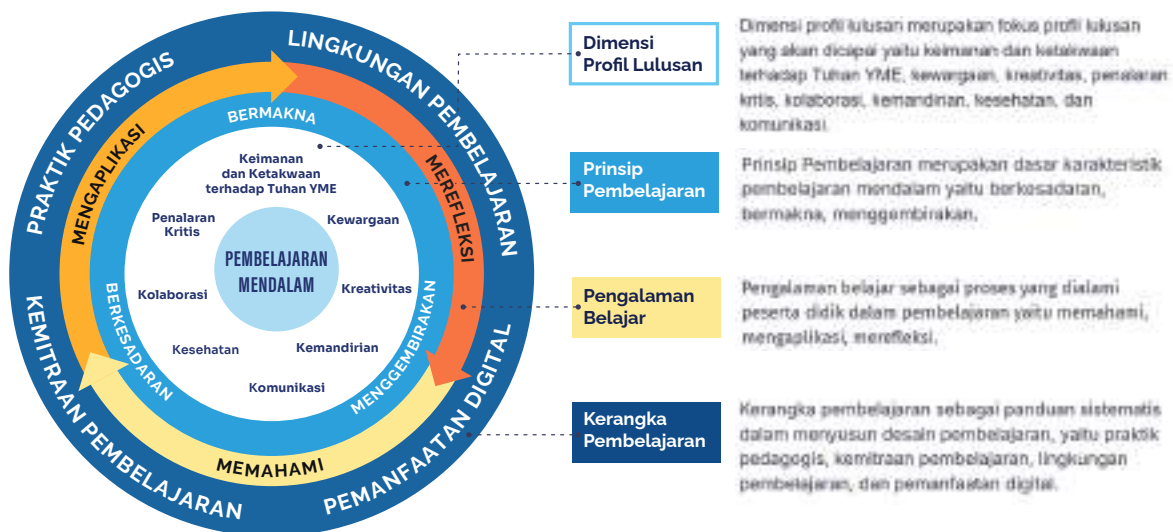 PRAKTIK PEDAGOGIS
LINGKUNGAN PEMBELAJARAN
KEMITRAAN PEMBELAJARAN
PEMANFAATAN DIGITAL
MENGAPLIKASI
MEREFLEKSI
MEMAHAMI
BERMAKNA
BERKESADARAN
MENGGEMBIRAKAN
Keimanan
dan Ketakwaan
terhadap Tuhan YME
Penalaran
Kritis
Kewargaan
Kolaborasi
Kreativitas
Kesehatan
Kemandirian
Komunikasi
PEMBELAJARAN
MENDALAM
Dimensi
Profil Lulusan
Dimensi profil lulusan merupakan fokus profil lulusan
yang akan dicapai yaitu keimanan dan ketakwaan
terhadap Tuhan YME, kewargaan, kreativitas, penalaran
kritis, kolaborasi, kemandirian, kesehatan, dan
komunikasi.
Prinsip
Pembelajaran
Prinsip Pembelajaran merupakan dasar karakteristik
pembelajaran mendalam yaitu berkesadaran,
bermakna, menggembirakan.
Pengalaman
Belajar
Pengalaman belajar sebagai proses yang dialami
peserta didik dalam pembelajaran yaitu memahami,
mengaplikasi, merefleksi.
Kerangka
Pembelajaran
Kerangka pembelajaran sebagai panduan sistematis
dalam menyusun desain pembelajaran, yaitu praktik
pedagogis, kemitraan pembelajaran, lingkungan
pembelajaran, dan pemanfaatan digital.